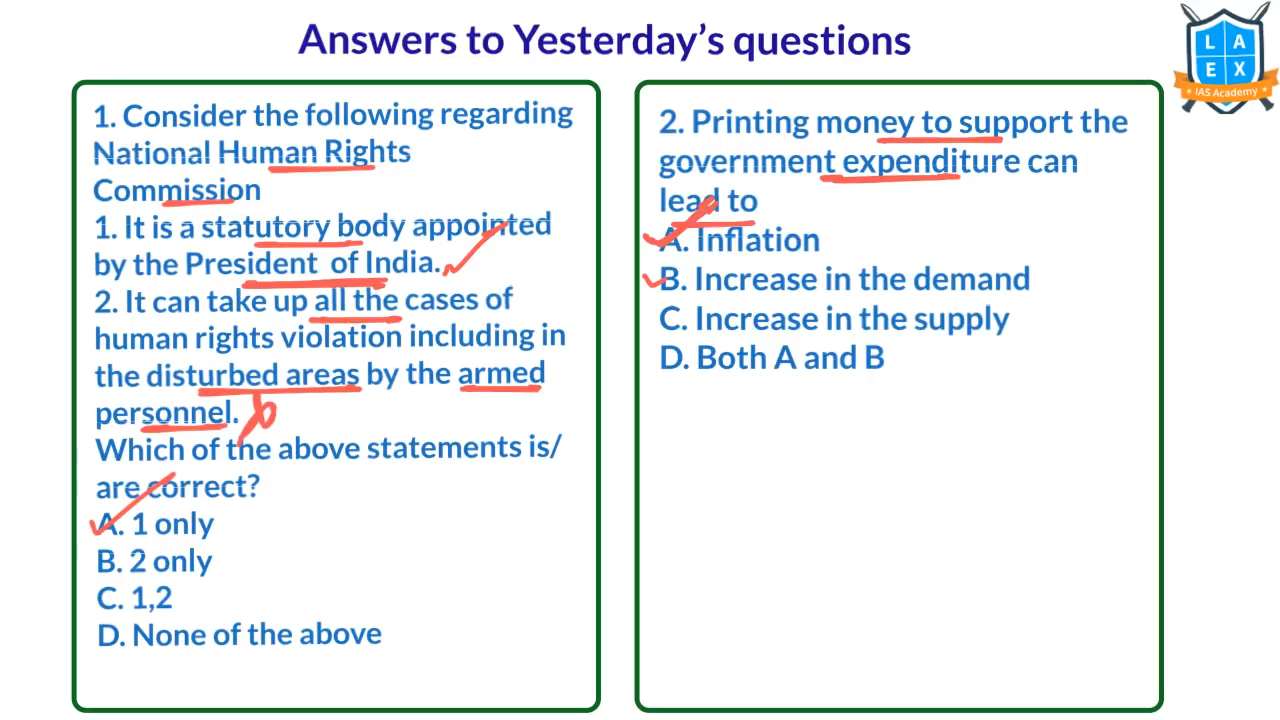 Answers to Yesterday's questions
L A
E X
IAS Academy
1. Consider the following regarding
National Human Rights
Commission
1. It is a statutory body appointed
by the President of India.
2. It can take up all the cases of
human rights violation including in
the disturbed areas by the armed
personnel.
Which of the above statements is/
are correct?
A. 1 only
B. 2 only
C. 1,2
D. None of the above
2. Printing money to support the
government expenditure can
lead to
A. Inflation
B. Increase in the demand
C. Increase in the supply
D. Both A and B